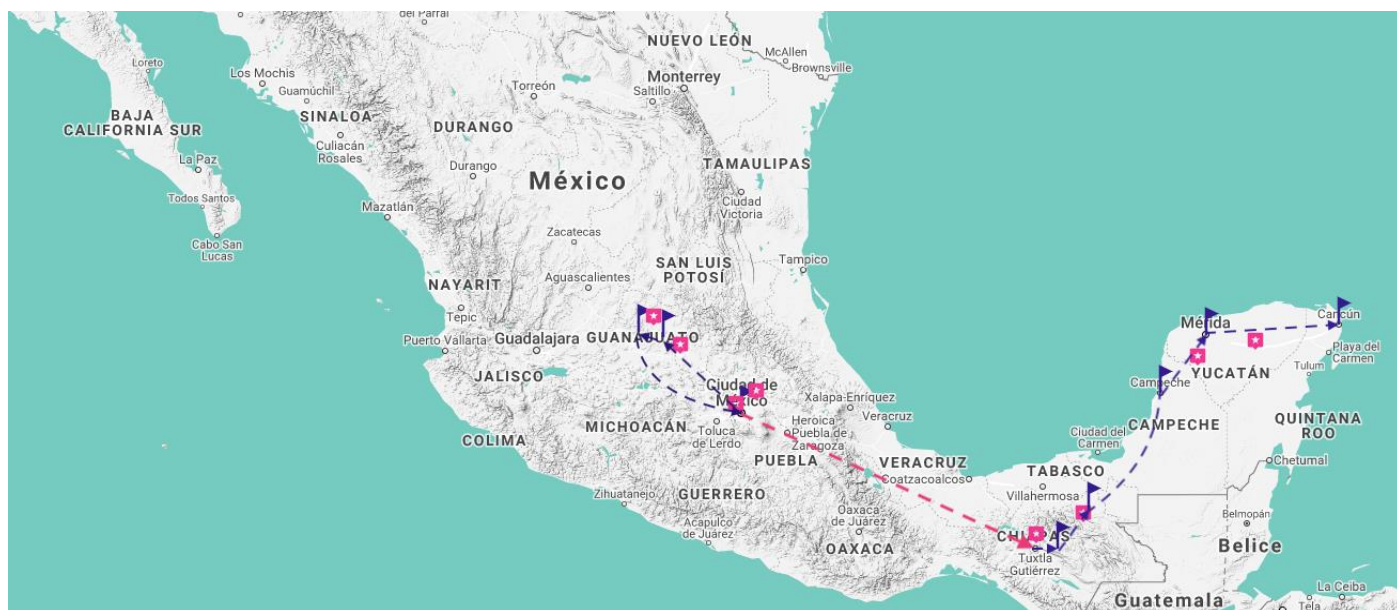 del Parral
NUEVO LEÓN
McAllen
Brownsville
Loreto
Los Mochis
Guamúchil
Torreón
Monterrey
Saltillo
BAJA
CALIFORNIA SUR
SINALOA
Culiacán
Rosales
DURANGO
La Paz
Durango
México
TAMAULIPAS
Ciudad
Victoria
Todos Santos
Mazatlán
Cabo San
Lucas
Zacatecas
SAN LUIS
POTOSÍ
Tampico
Aguascalientes
NAYARIT
Tepic
Puerto Vallarta
Guadalajara
GUANAJUATO
Mérida
Cancún
Playa del
Carmen
JALISCO
Ciudad de
México
Campeche
YUCATÁN
Tulum
Xalapa-Enríquez
Veracruz
COLIMA
MICHOACÁN
Toluca
de Lerdo
Heroica
Puebla de
Zaragoza
PUEBLA
Ciudad del
Carmen
CAMPECHE
QUINTANA
ROO
Chetumal
VERACRUZ
Coatzacoalcos
TABASCO
Villahermosa
Zihuatanejo
GUERRERO
Acapulco
de Juárez
Oaxaca
de Juárez
OAXACA
CHIAPAS
Tuxtla
Gutiérrez
Belmopán
Belice
Guatemala
La Ceiba
Tela